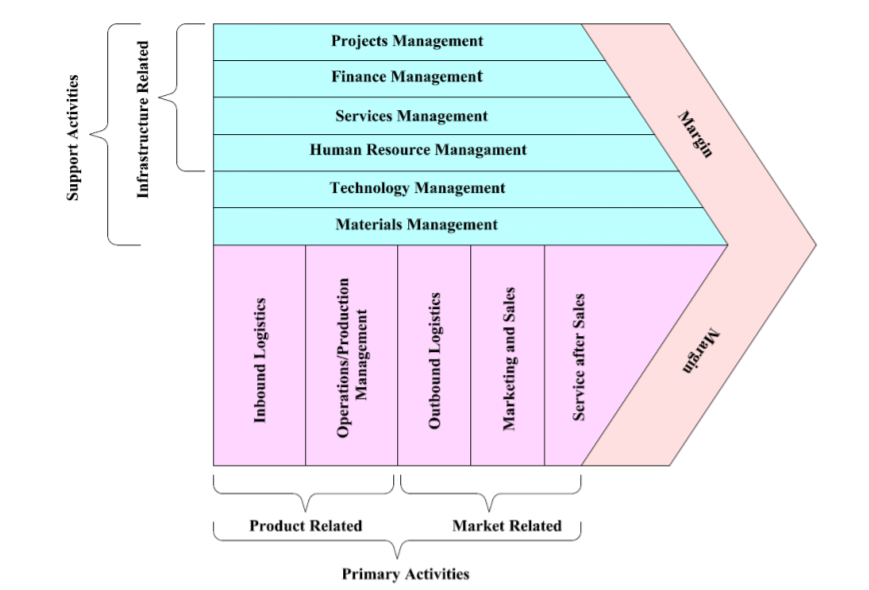 Support Activities
Infrastructure Related
Projects Management
Finance Management
Services Management
Human Resource Managament
Technology Management
Materials Management
Margin
Inbound Logistics
Operations/Production
Management
Outbound Logistics
Marketing and Sales
Service after Sales
Margin
Product Related
Market Related
Primary Activities